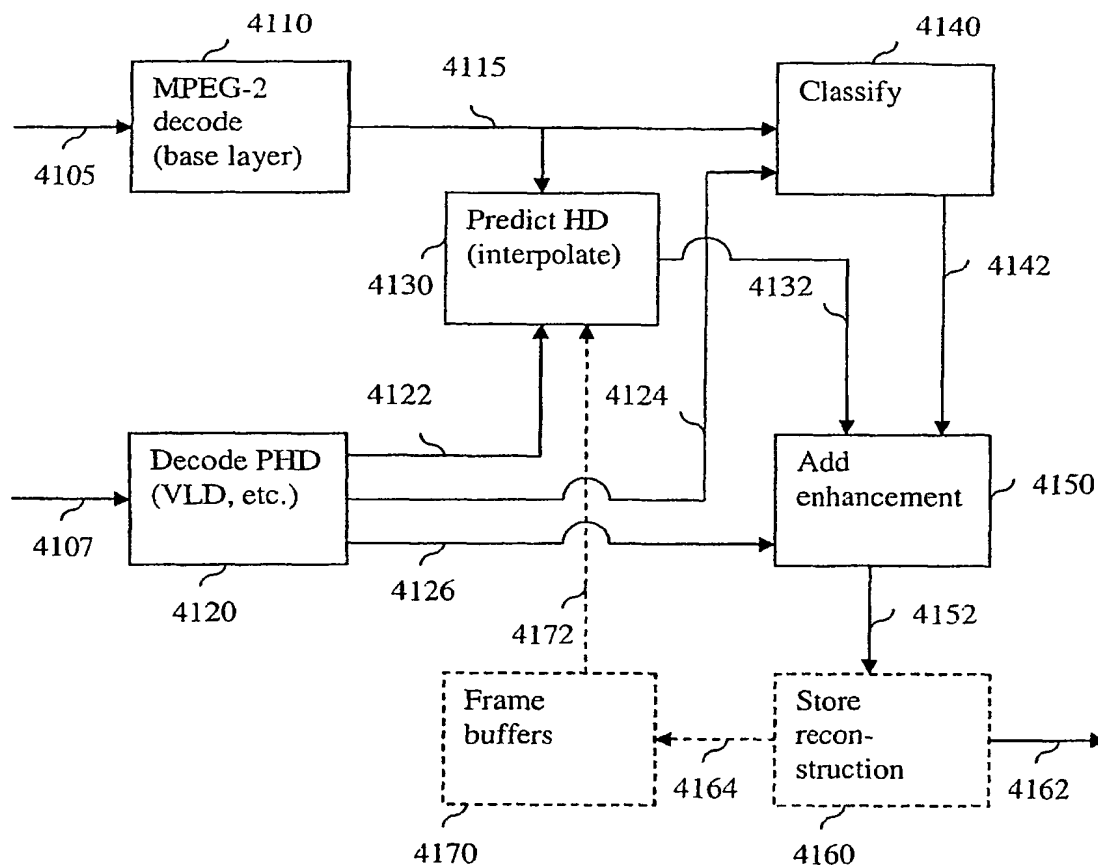 4110
4140
MPEG-2
decode
(base layer)
4115
Classify
4105
Predict HD
(interpolate)
4130
4132
4142
4122
4124
Decode PHD
(VLD, etc.)
Add
enhancement
4150
4107
4120
4126
4172
4152
Frame
buffers
Store
recon-
struction
4164
4162
4170
4160